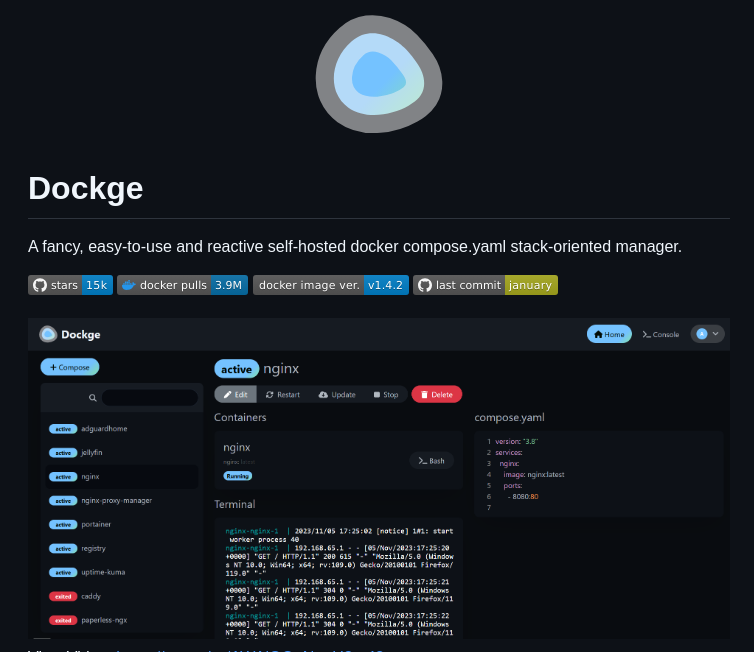 Dockge
A fancy, easy-to-use and reactive self-hosted docker compose.yaml stack-oriented manager.
stars 15k docker pulls 3.9M docker image ver. v1.4.2 last commit january
Dockge Home Console
+ Compose
active nginx
Edit Restart Update Stop Delete
Containers
nginx
Running
Bash
compose.yaml
1 version: "3.8"
2 services:
3 nginx:
4 image: nginx:latest
5 ports:
6 - 8080:80
7
active adguardhome
active jellyfin
active nginx
active nginx-proxy-manager
active portainer
active registry
active uptime-kuma
exited caddy
exited paperless-ngx
Terminal
nginx-nginx-1 | 2023/11/05 17:25:02 [notice] 1#1: start
worker process 40
nginx-nginx-1 | 192.168.65.1 - - [05/Nov/2023:17:25:20
+0000] "GET / HTTP/1.1" 200 615 "-" "Mozilla/5.0 (Window
s NT 10.0; Win64; x64; rv:109.0) Gecko/20100101 Firefox/
119.0" "-"
nginx-nginx-1 | 192.168.65.1 - - [05/Nov/2023:17:25:21
+0000] "GET / HTTP/1.1" 304 0 "-" "Mozilla/5.0 (Windows
NT 10.0; Win64; x64; rv:109.0) Gecko/20100101 Firefox/11
9.0" "-"
nginx-nginx-1 | 192.168.65.1 - - [05/Nov/2023:17:25:22
+0000] "GET / HTTP/1.1" 304 0 "-" "Mozilla/5.0 (Windows
NT 10.0; Win64; x64; rv:109.0) Gecko/20100101 Firefox/11